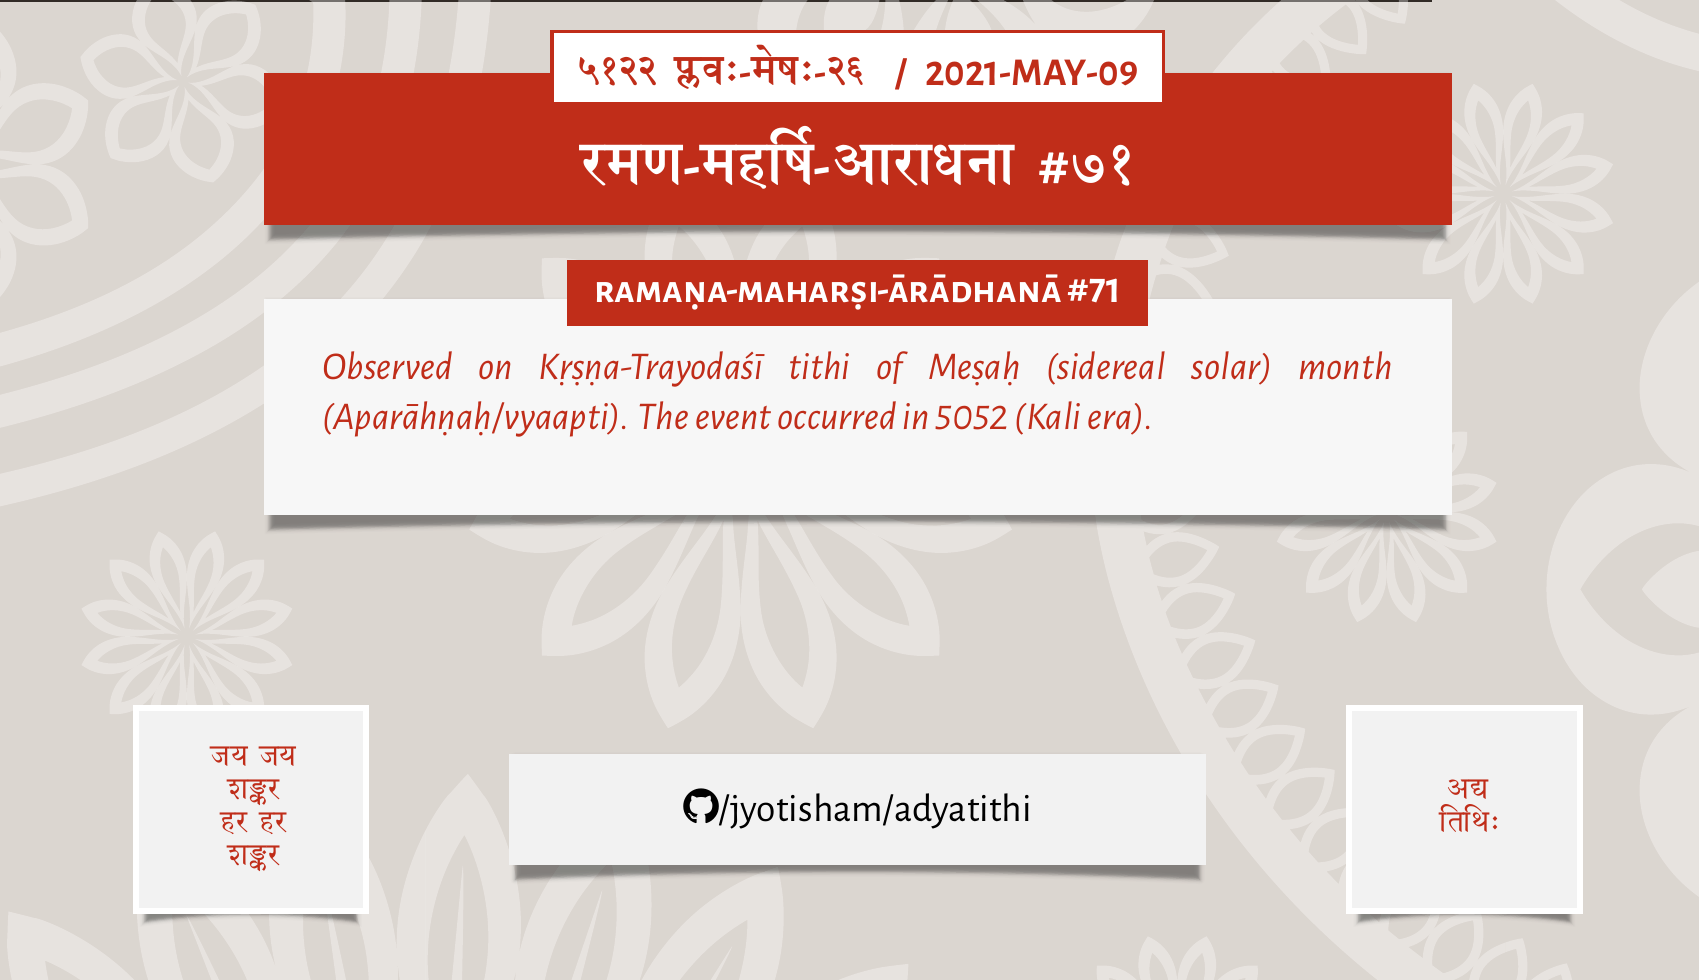 ५१२२ प्लवः-मेषः-२६ / 2021-MAY-09
रमण-महर्षि-आराधना #७१
RAMAṆA-MAHARṢI-ĀRĀDHANĀ #71
Observed on Kṛṣṇa-Trayodaśī tithi of Meṣaḥ (sidereal solar) month
(Aparāhṇaḥ/vyaapti). The event occurred in 5052 (Kali era).
जय जय
शङ्कर
हर हर
शङ्कर
/jyotisham/adyatithi
अद्य
तिथिः